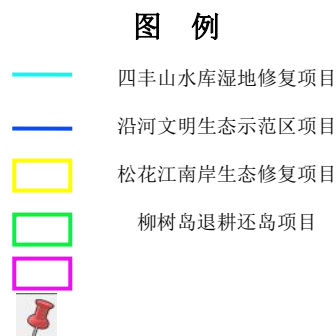 图 例
四丰山水库湿地修复项目
沿河文明生态示范区项目
松花江南岸生态修复项目
柳树岛退耕还岛项目